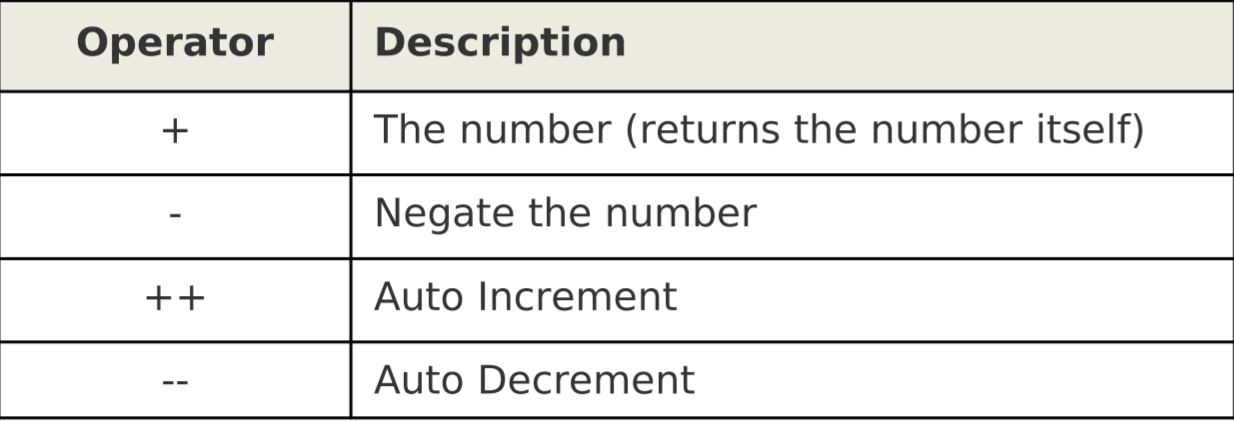 Operator Description
+ The number (returns the number itself)
- Negate the number
++ Auto Increment
-- Auto Decrement